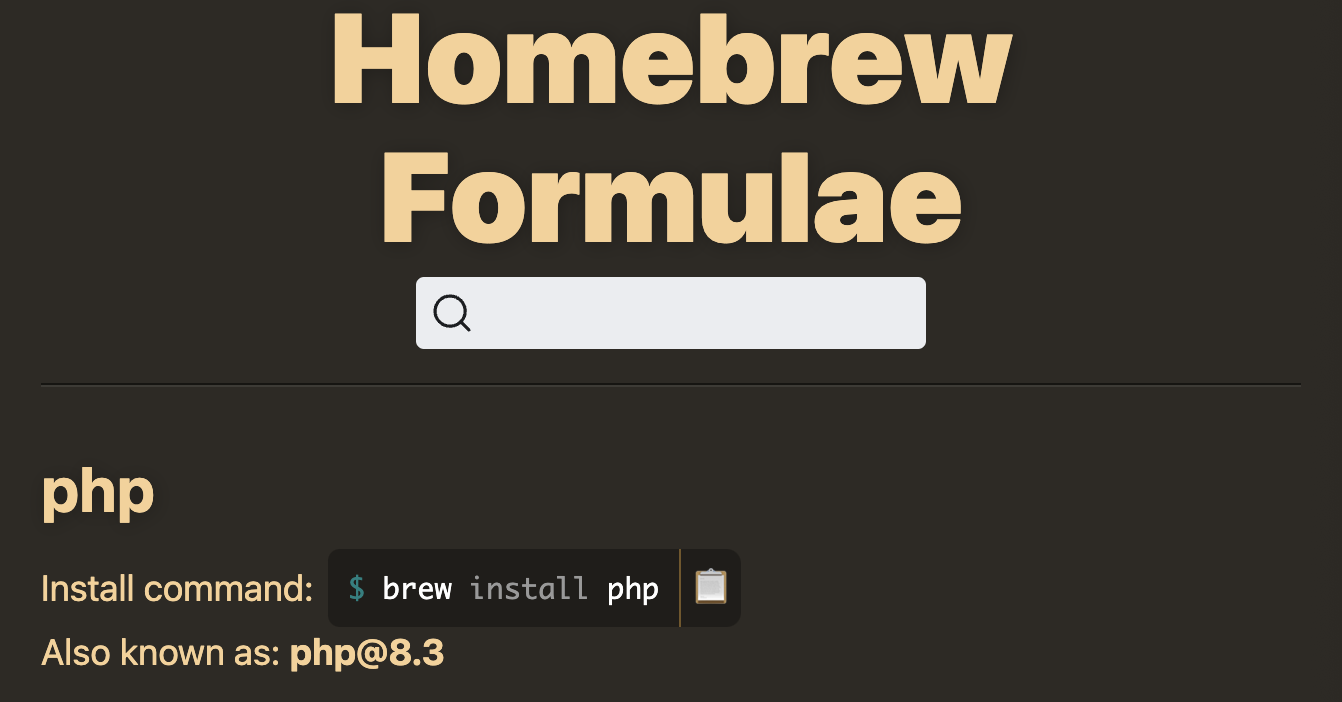 Homebrew
Formulae
php
Install command: $ brew install php
Also known as: php@8.3